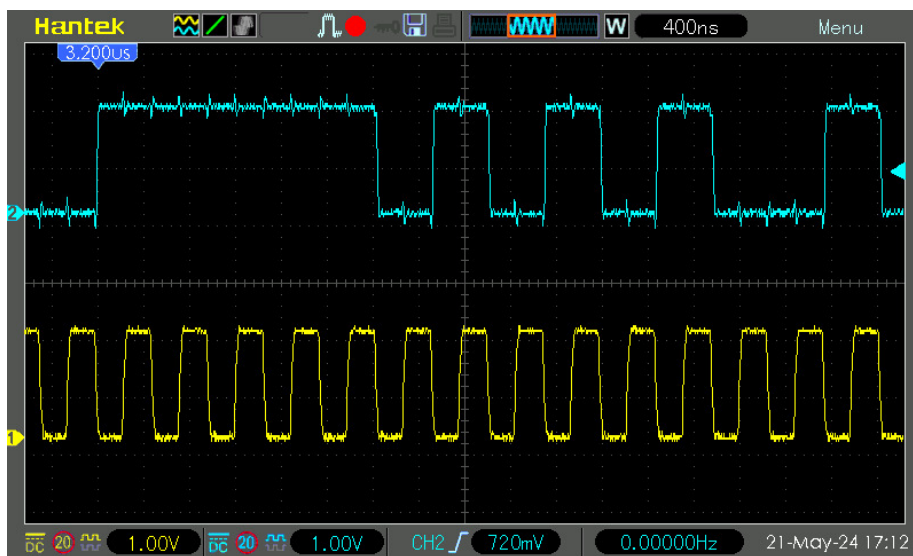 Hantek W 400ns Menu
3.200us
2
1
DC 20 1.00V DC 20 1.00V CH2 720mV 0.00000Hz 21-May-24 17:12